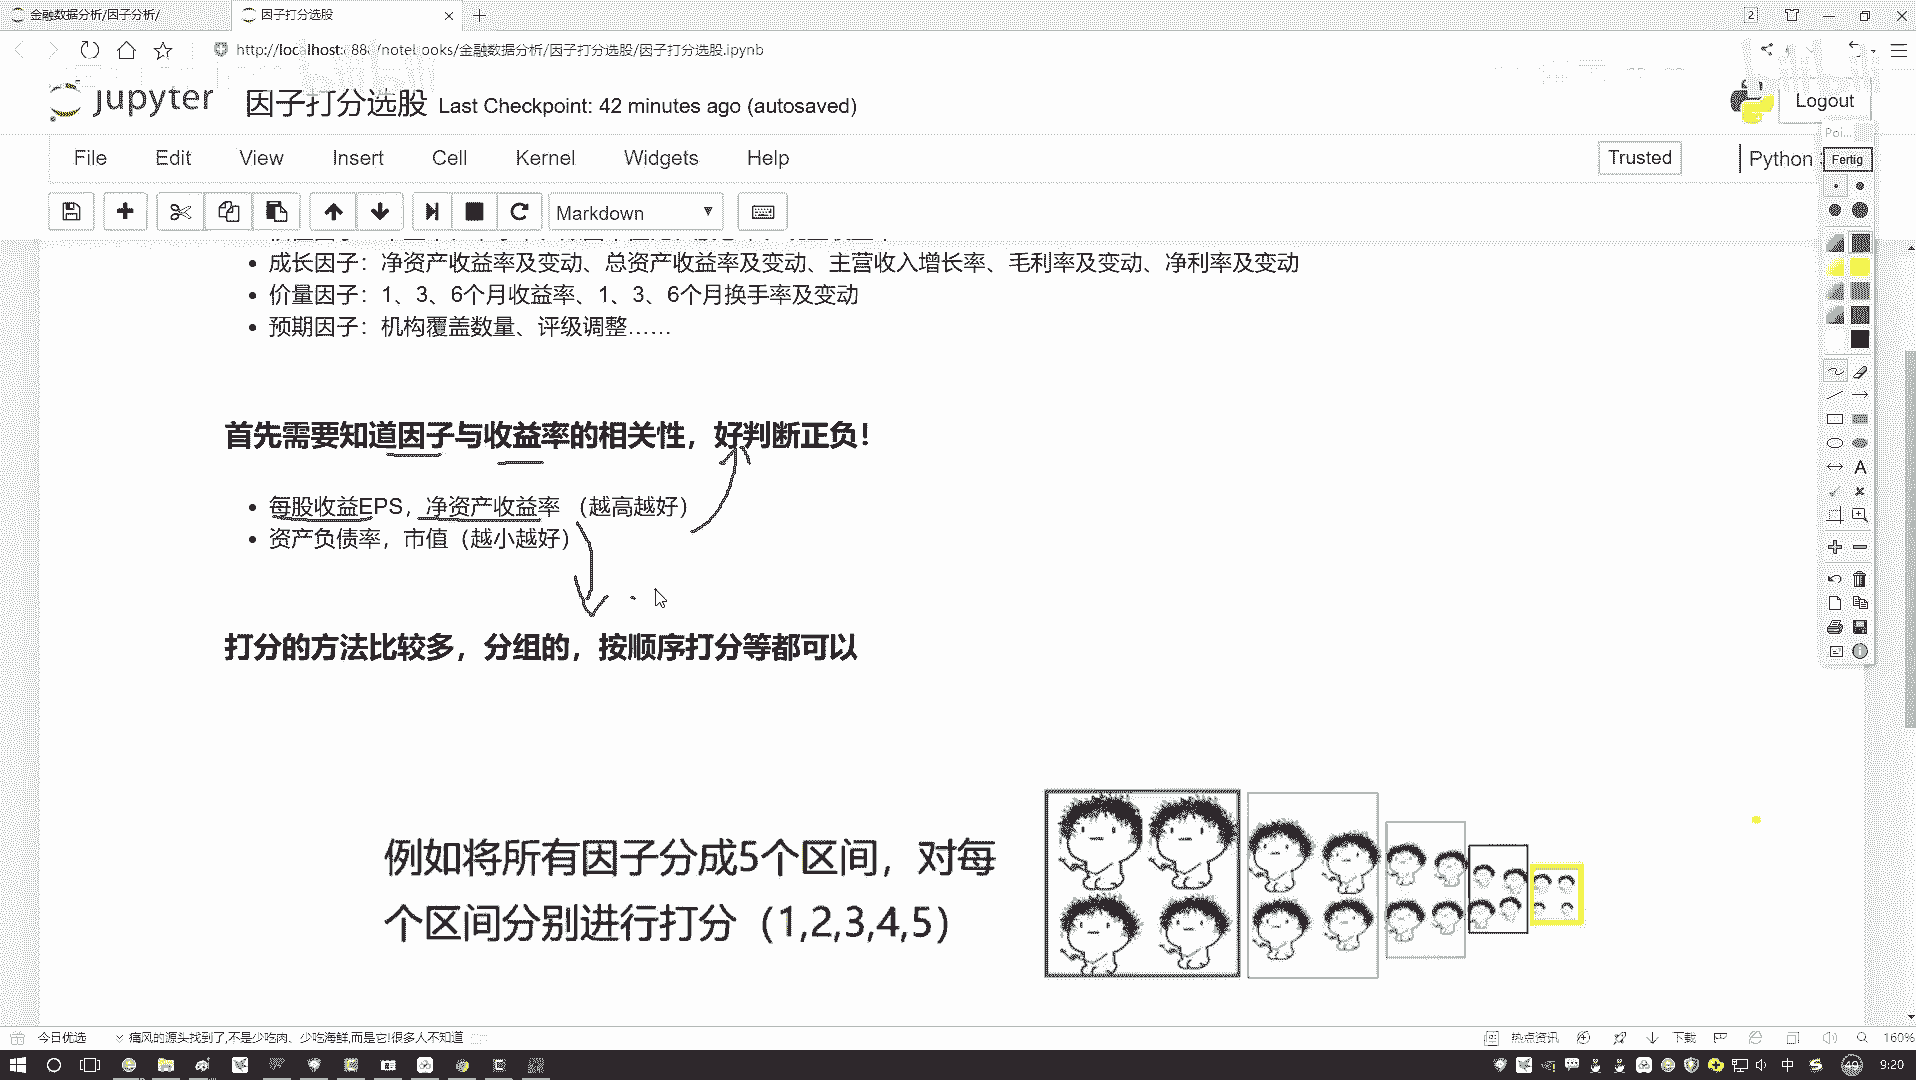 金融数据分析/因子分析/
因子打分选股
2
http://localhost:888/notebooks/金融数据分析/因子打分选股/因子打分选股.ipynb
jupyter 因子打分选股 Last Checkpoint: 42 minutes ago (autosaved)
Logout
File Edit View Insert Cell Kernel Widgets Help
Trusted
Python
Poi...
Fertig
Markdown
成长因子：净资产收益率及变动、总资产收益率及变动、主营收入增长率、毛利率及变动、净利率及变动
价量因子：1、3、6个月收益率、1、3、6个月换手率及变动
预期因子：机构覆盖数量、评级调整……
首先需要知道因子与收益率的相关性，好判断正负！
每股收益EPS，净资产收益率 （越高越好）
资产负债率，市值（越小越好）
打分的方法比较多，分组的，按顺序打分等都可以
例如将所有因子分成5个区间，对每
个区间分别进行打分（1,2,3,4,5）
今日优选
痛风的源头找到了,不是少吃肉、少吃海鲜,而是它!很多人不知道
热点资讯
下载
160%
中
49
9:20